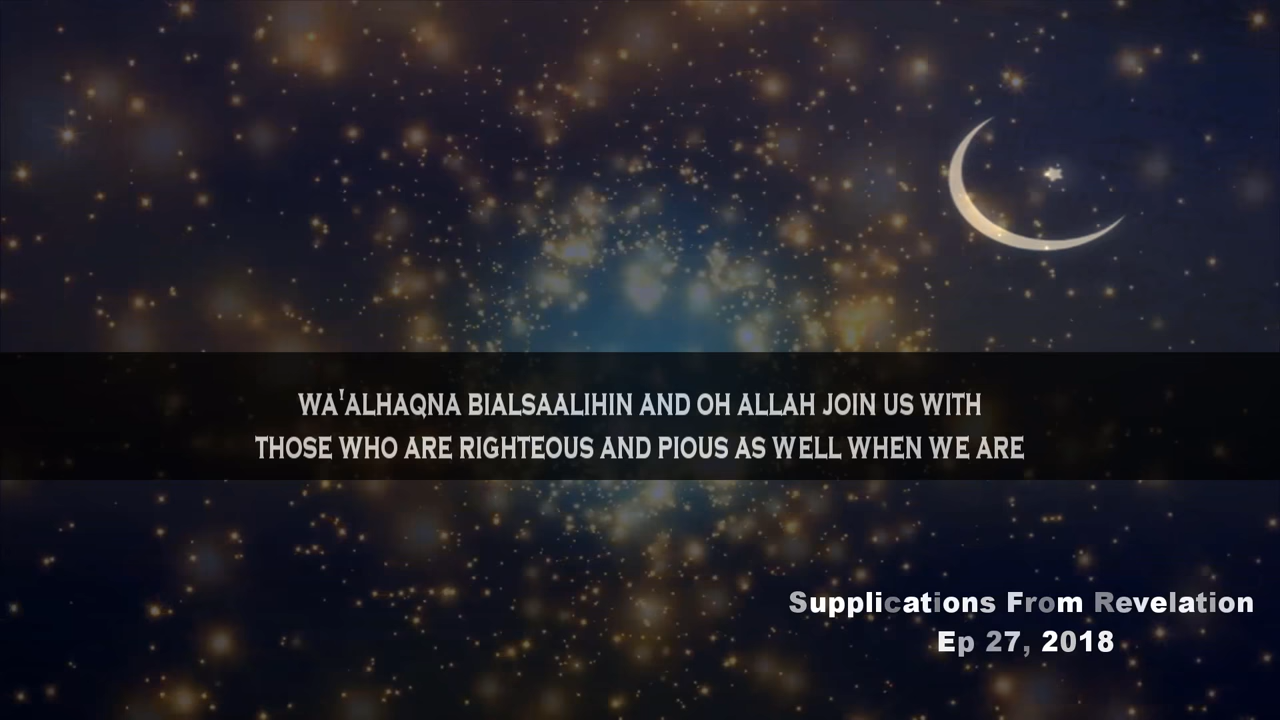 WA'ALHAQNA BIALSAALIHIN AND OH ALLAH JOIN US WITH
THOSE WHO ARE RIGHTEOUS AND PIOUS AS WELL WHEN WE ARE
Supplications From Revelation
Ep 27, 2018